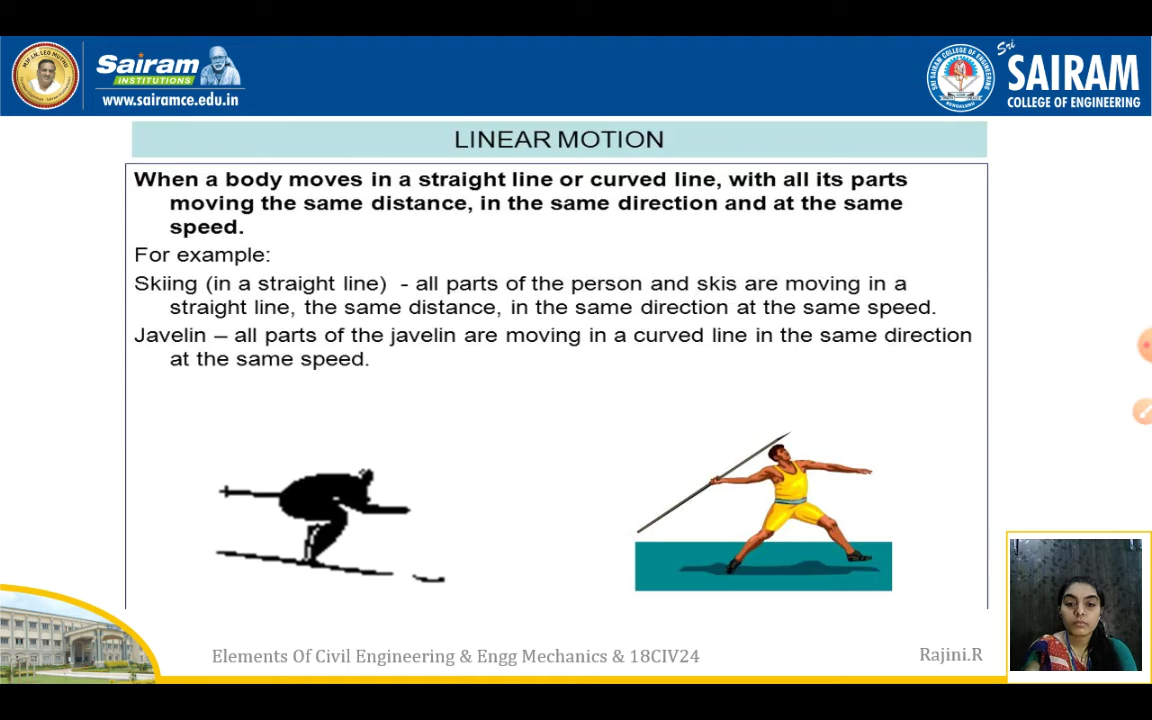 Sairam
INSTITUTIONS
www.sairamce.edu.in
Sri
SAIRAM
COLLEGE OF ENGINEERING
LINEAR MOTION
When a body moves in a straight line or curved line, with all its parts
moving the same distance, in the same direction and at the same
speed.
For example:
Skiing (in a straight line)  - all parts of the person and skis are moving in a
straight line, the same distance, in the same direction at the same speed.
Javelin – all parts of the javelin are moving in a curved line in the same direction
at the same speed.
Elements Of Civil Engineering & Engg Mechanics & 18CIV24
Rajini.R